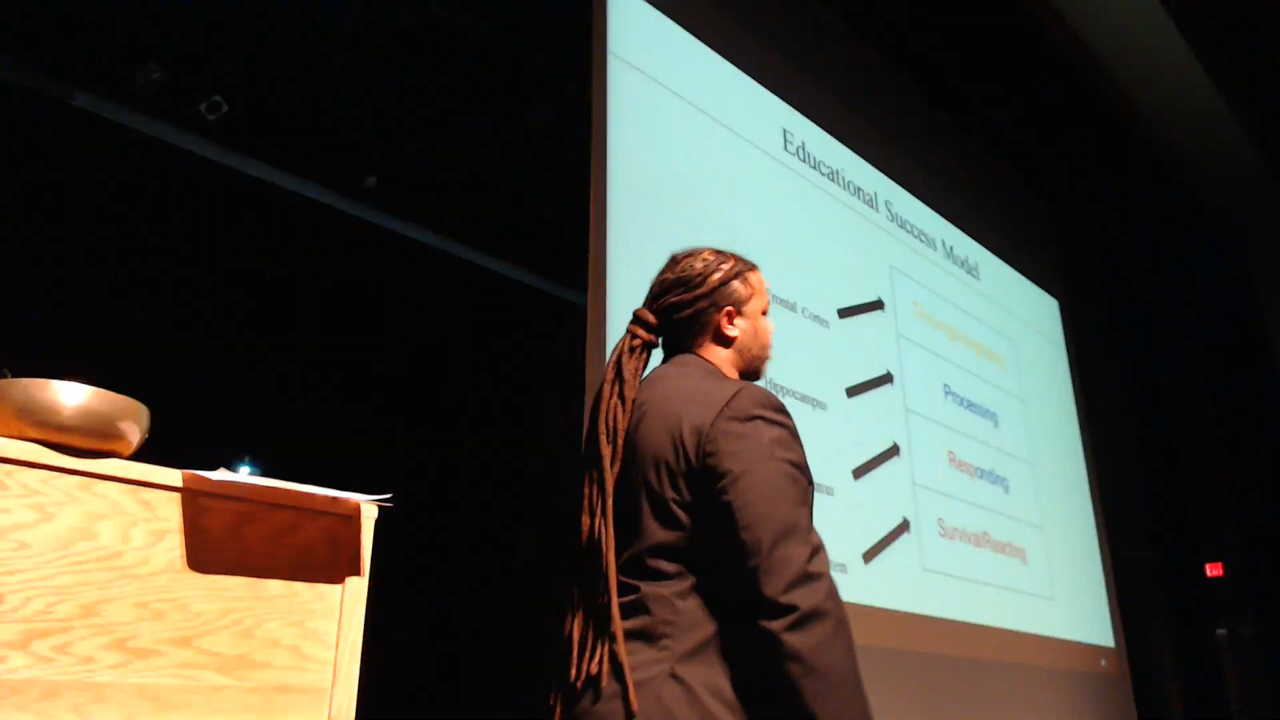 Educational Success Model
rontal Cortex
Hippocampus
Processing
Responding
Survival/Reacting